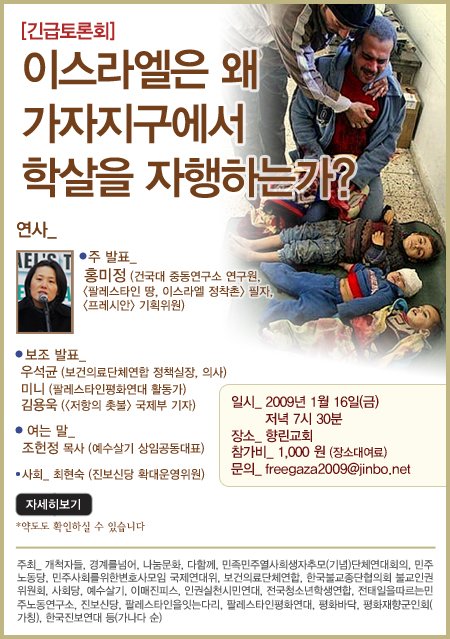 [긴급토론회]
이스라엘은 왜
가자지구에서
학살을 자행하는가?
연사_
●주 발표_
홍미정 (건국대 중동연구소 연구원,
〈팔레스타인 땅, 이스라엘 정착촌〉 필자,
〈프레시안〉 기획위원)
●보조 발표_
우석균 (보건의료단체연합 정책실장, 의사)
미니 (팔레스타인평화연대 활동가)
김용욱 (〈저항의 촛불〉 국제부 기자)
● 여는 말_
조헌정 목사 (예수살기 상임공동대표)
•사회_ 최현숙 (진보신당 확대운영위원)
일시_ 2009년 1월 16일(금)
저녁 7시 30분
장소_ 향린교회
참가비_ 1,000 원 (장소대여료)
문의_ freegaza2009@jinbo.net
자세히보기
*약도도 확인하실 수 있습니다
주최_ 개척자들, 경계를넘어, 나눔문화, 다함께, 민족민주열사희생자추모(기념)단체연대회의, 민주
노동당, 민주사회를위한변호사모임 국제연대위, 보건의료단체연합, 한국불교종단협의회 불교인권
위원회, 사회당, 예수살기, 이매진피스, 인권실천시민연대, 전국청소년학생연합, 전태일을따르는민
주노동연구소, 진보신당, 팔레스타인을잇는다리, 팔레스타인평화연대, 평화바닥, 평화재향군인회(
가칭), 한국진보연대 등(가나다 순)